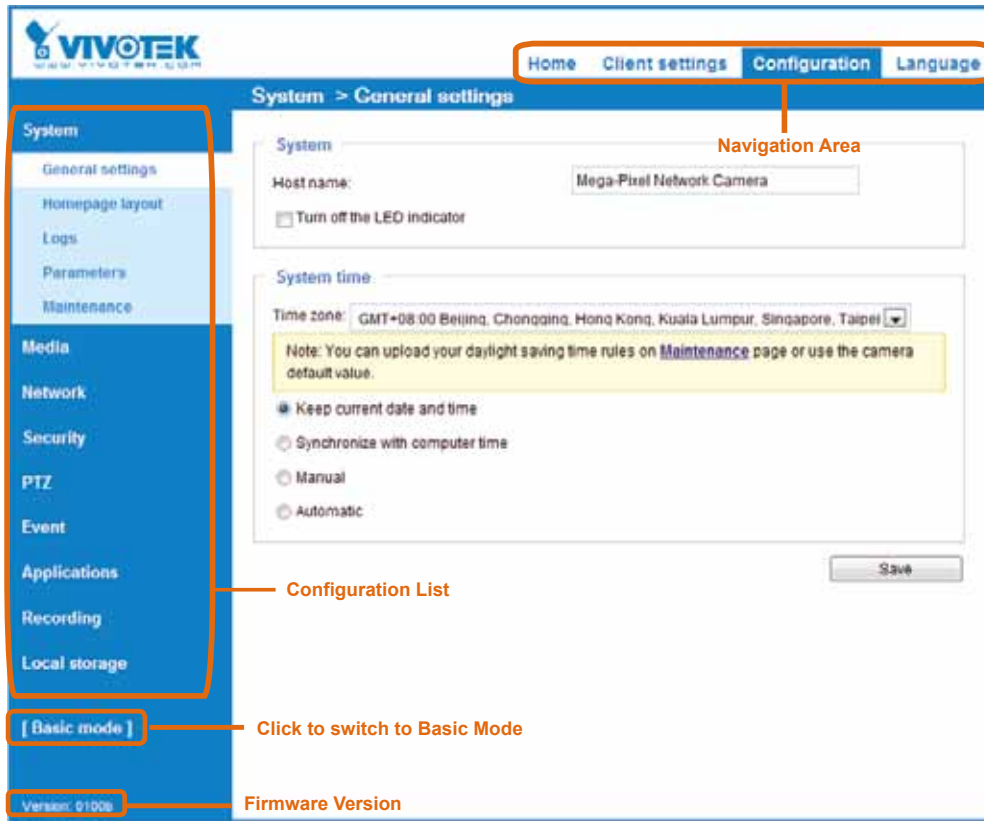 VIVOTEK
WWW.VIVOTEK.COM
Home Client settings Configuration Language
System > General settings
Navigation Area
System
General settings
Homepage layout
Logs
Parameters
Maintenance
Media
Network
Security
PTZ
Event
Applications
Recording
Local storage
[ Basic mode ]
Version: 0100b
System
Host name: Mega-Pixel Network Camera
Turn off the LED indicator
System time
Time zone: GMT+08:00 Beijing, Chongqing, Hong Kong, Kuala Lumpur, Singapore, Taipei
Note: You can upload your daylight saving time rules on Maintenance page or use the camera
default value.
Keep current date and time
Synchronize with computer time
Manual
Automatic
Save
Configuration List
Click to switch to Basic Mode
Firmware Version